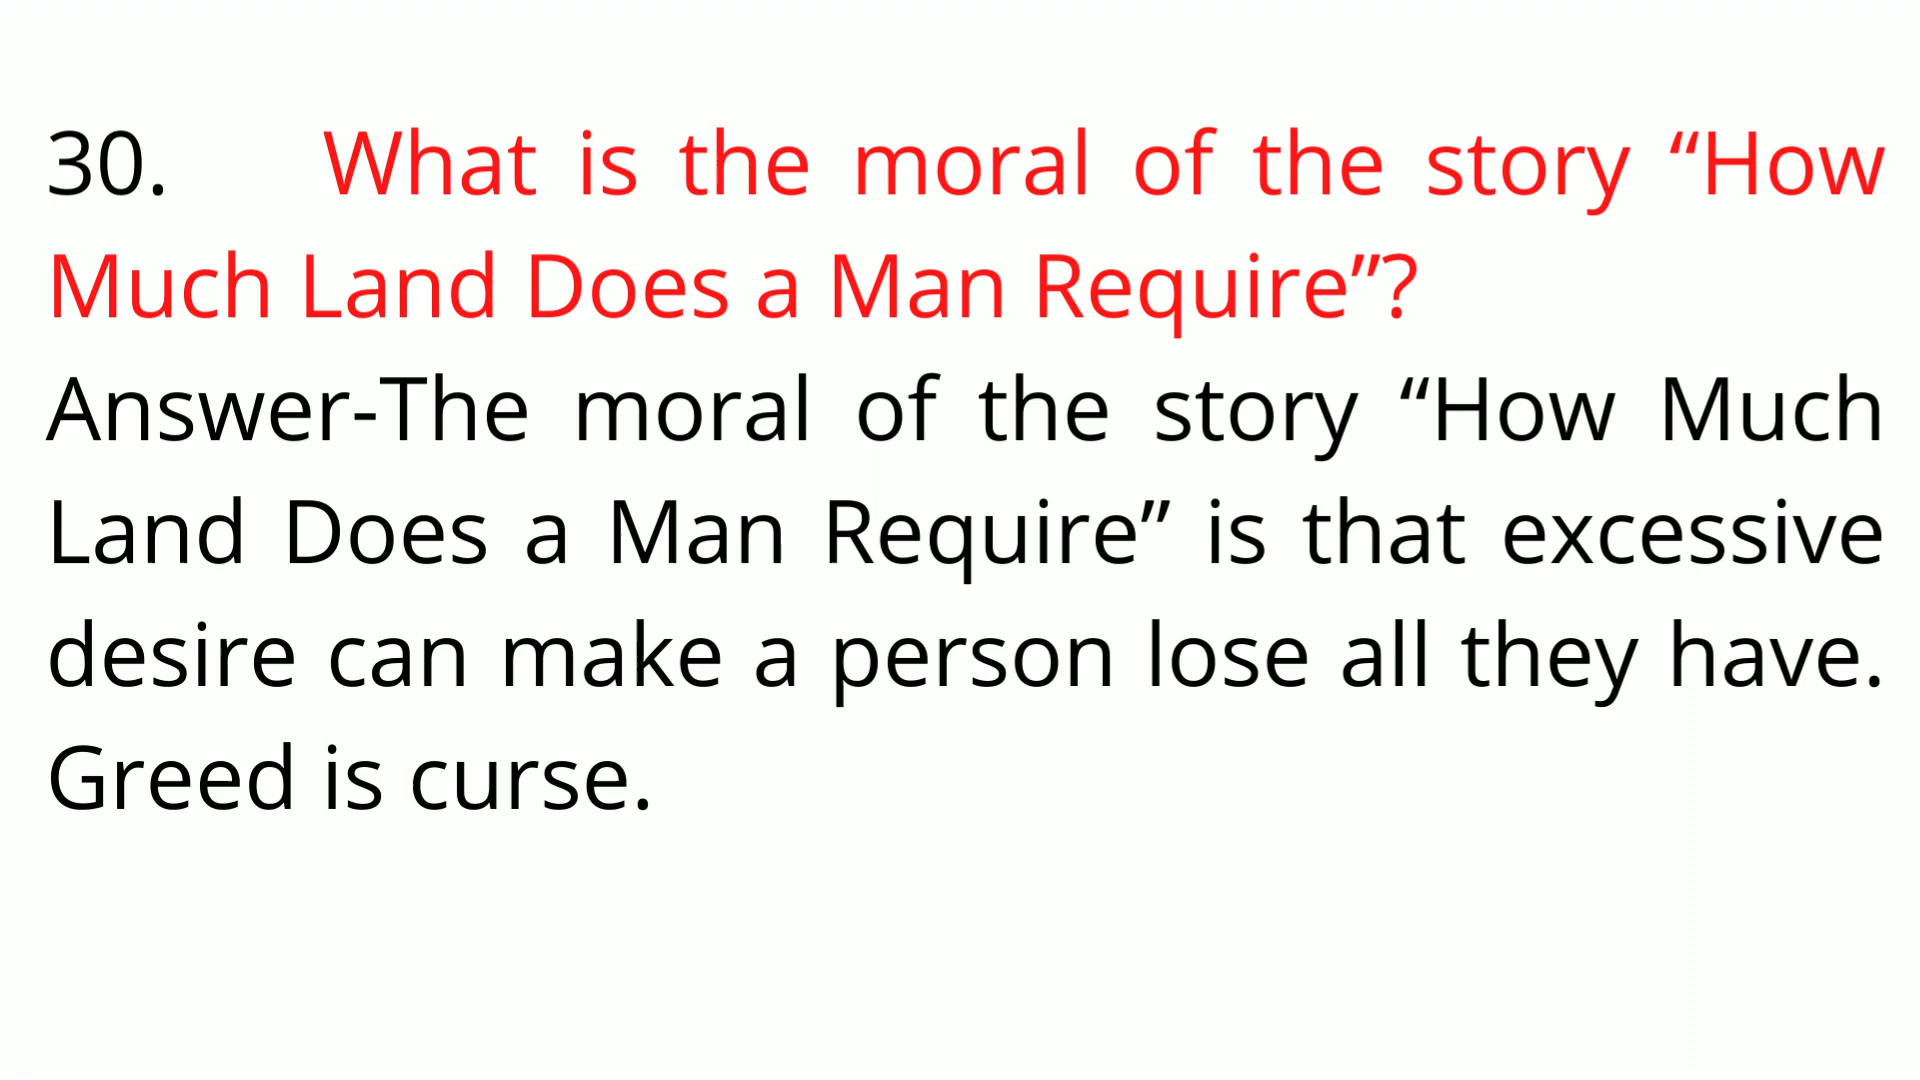 30. What is the moral of the story “How
Much Land Does a Man Require”?
Answer-The moral of the story “How Much
Land Does a Man Require” is that excessive
desire can make a person lose all they have.
Greed is curse.